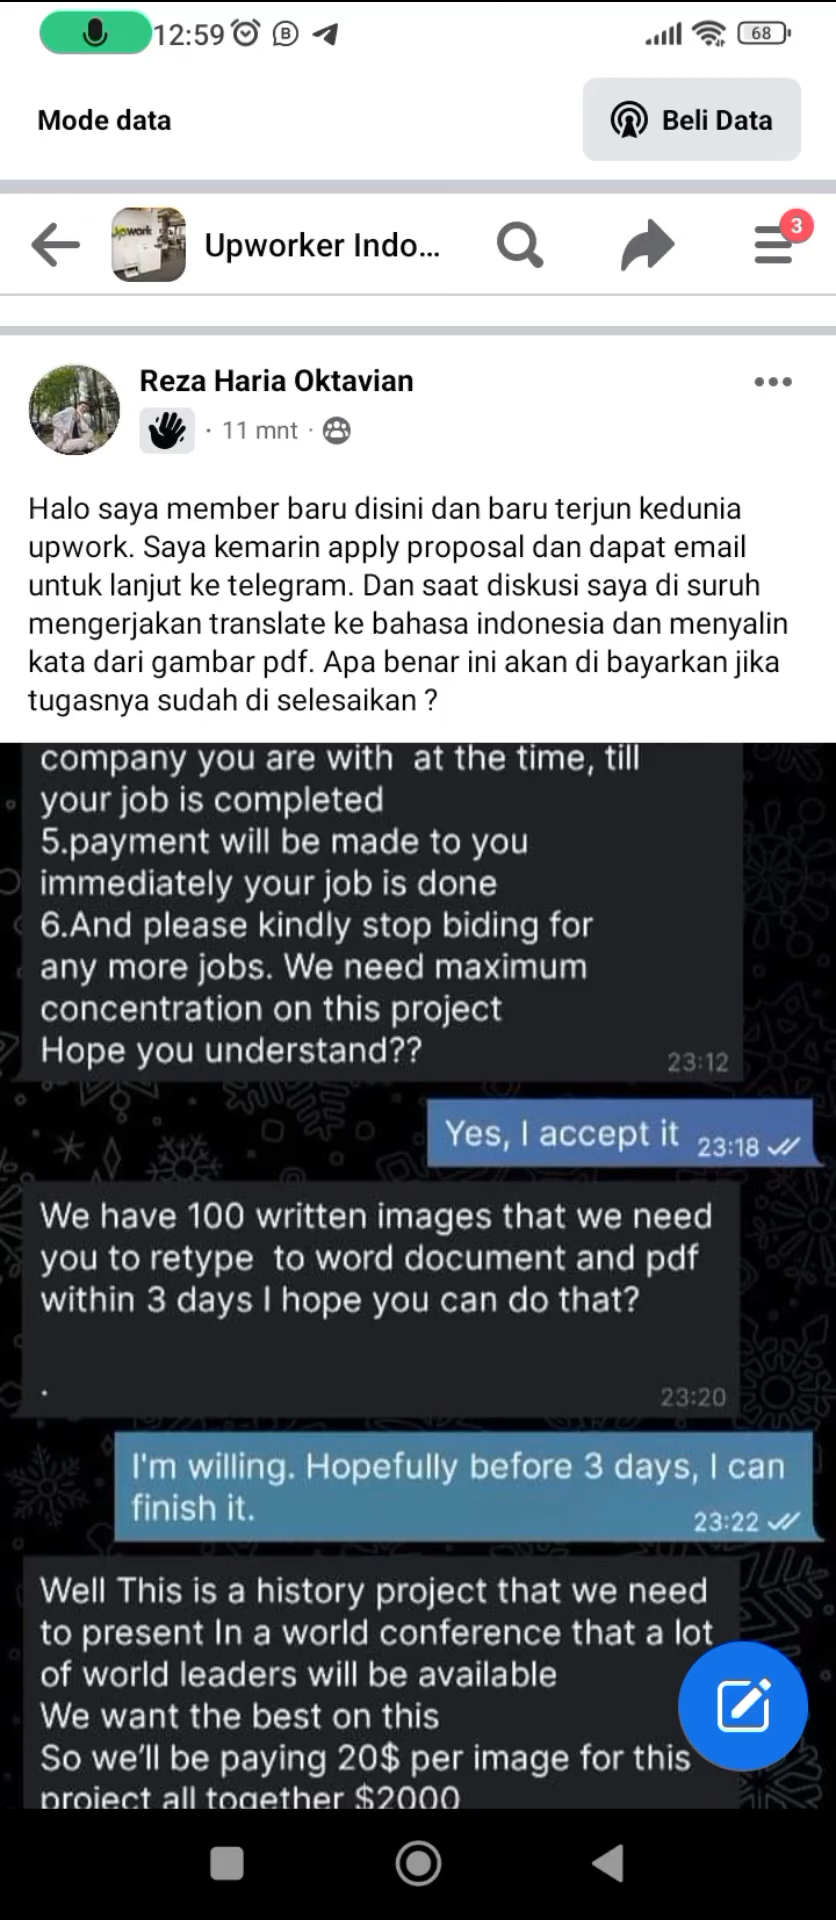 12:59
68
Mode data
Beli Data
Upwork
Upworker Indo...
3
Reza Haria Oktavian
· 11 mnt ·
Halo saya member baru disini dan baru terjun kedunia
upwork. Saya kemarin apply proposal dan dapat email
untuk lanjut ke telegram. Dan saat diskusi saya di suruh
mengerjakan translate ke bahasa indonesia dan menyalin
kata dari gambar pdf. Apa benar ini akan di bayarkan jika
tugasnya sudah di selesaikan ?
company you are with at the time, till
your job is completed
5.payment will be made to you
immediately your job is done
6.And please kindly stop biding for
any more jobs. We need maximum
concentration on this project
Hope you understand??
23:12
Yes, I accept it 23:18
We have 100 written images that we need
you to retype to word document and pdf
within 3 days I hope you can do that?
.
23:20
I'm willing. Hopefully before 3 days, I can
finish it.
23:22
Well This is a history project that we need
to present In a world conference that a lot
of world leaders will be available
We want the best on this
So we'll be paying 20$ per image for this
project all together $2000